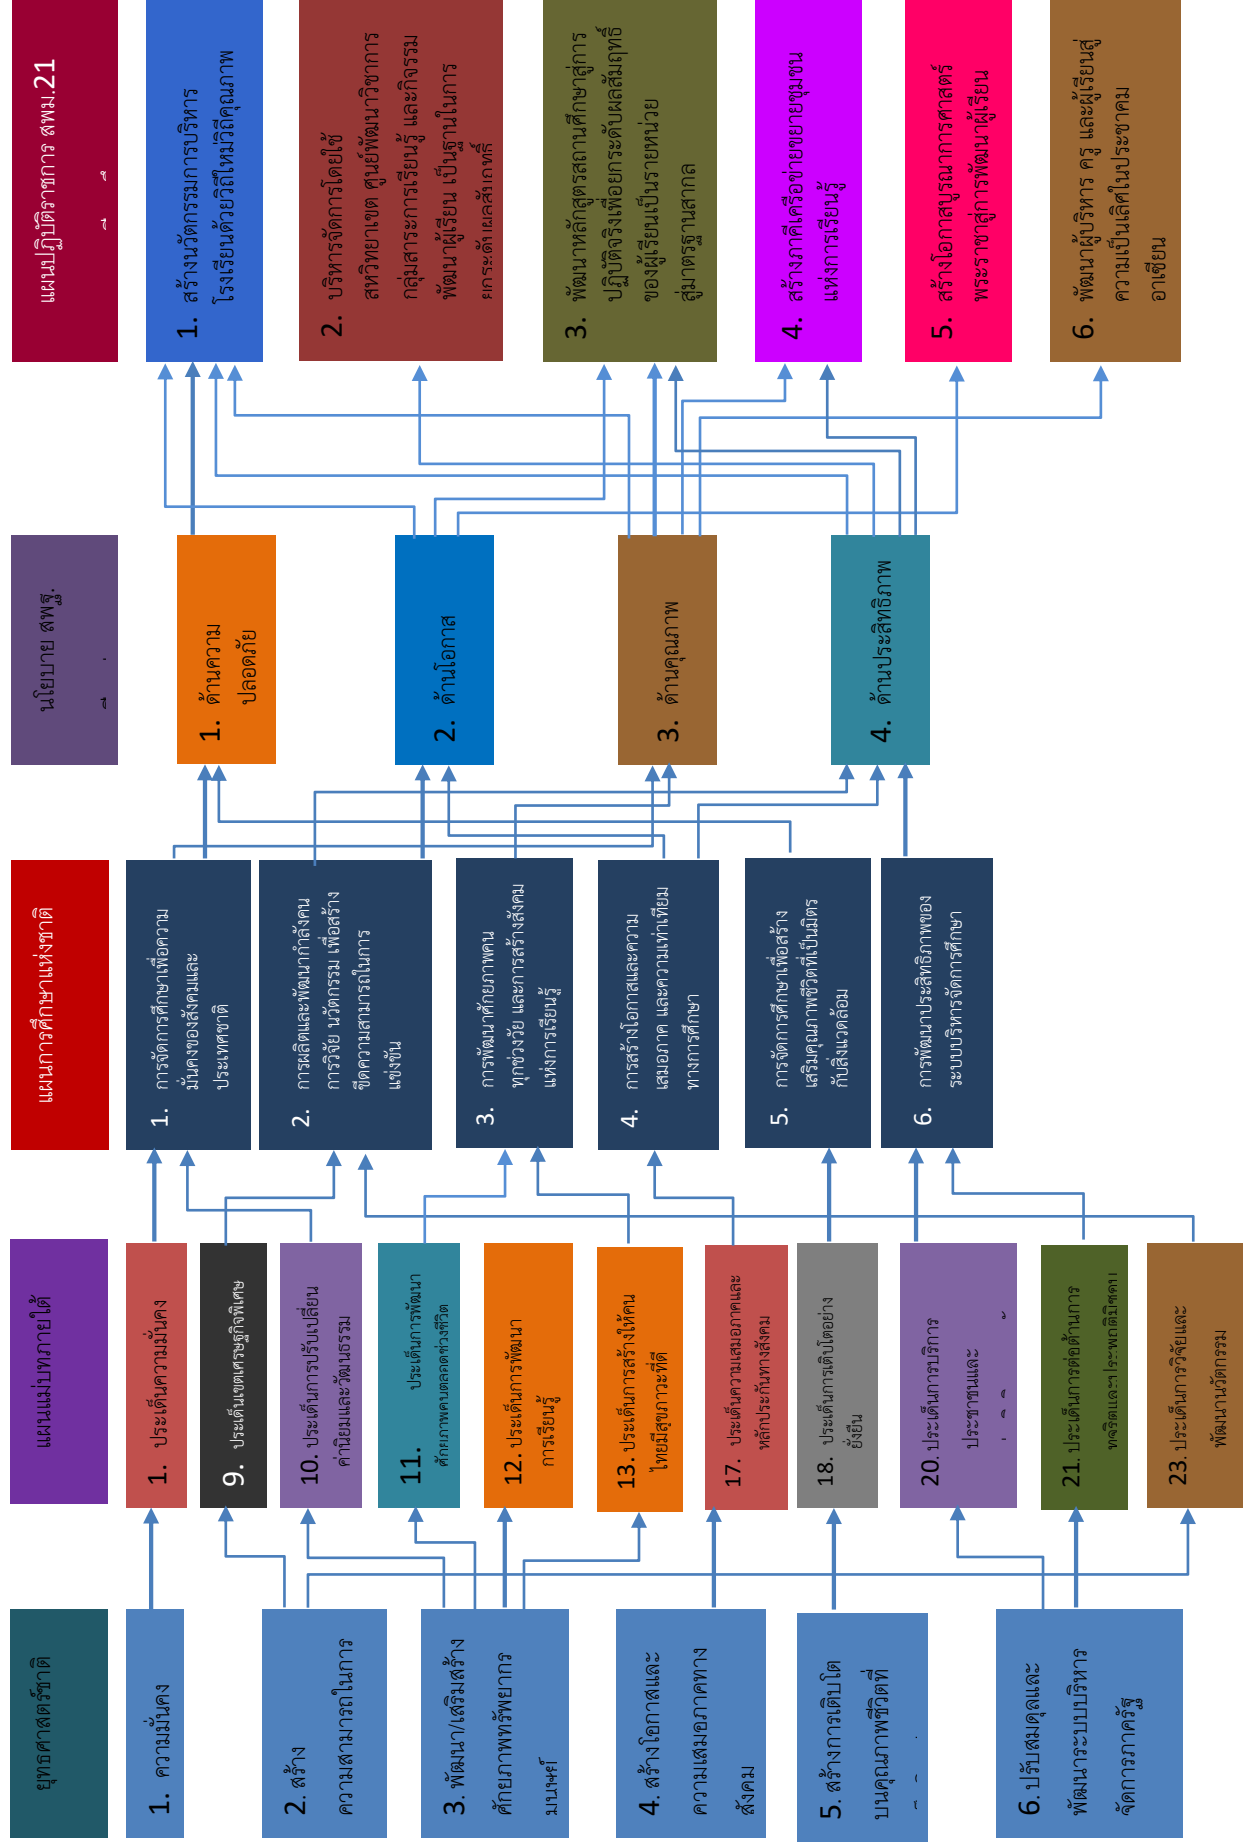 ยุทธศาสตร์ชาติ
1. ความมั่นคง
2. สร้าง
ความสามารถในการ
3. พัฒนา/เสริมสร้าง
ศักยภาพทรัพยากร
มนุษย์
4. สร้างโอกาสและ
ความเสมอภาคทาง
สังคม
5. สร้างการเติบโต
บนคุณภาพชีวิตที่
6. ปรับสมดุลและ
พัฒนาระบบบริหาร
จัดการภาครัฐ
แผนแม่บทภายใต้
1. ประเด็นความมั่นคง
9. ประเด็นเขตเศรษฐกิจพิเศษ
10. ประเด็นการปรับเปลี่ยน
ค่านิยมและวัฒนธรรม
11. ประเด็นการพัฒนา
ศักยภาพคนตลอดช่วงชีวิต
12. ประเด็นการพัฒนา
การเรียนรู้
13. ประเด็นการสร้างให้คน
ไทยมีสุขภาวะที่ดี
17. ประเด็นความเสมอภาคและ
หลักประกันทางสังคม
18. ประเด็นการเติบโตอย่าง
ยั่งยืน
20. ประเด็นการบริการ
ประชาชนและ
21. ประเด็นการต่อต้านการ
ทุจริตและประพฤติมิชอบ
23. ประเด็นการวิจัยและ
พัฒนานวัตกรรม
แผนการศึกษาแห่งชาติ
1. การจัดการศึกษาเพื่อความ
มั่นคงของสังคมและ
ประเทศชาติ
2. การผลิตและพัฒนากำลังคน
การวิจัย นวัตกรรม เพื่อสร้าง
ขีดความสามารถในการ
แข่งขัน
3. การพัฒนาศักยภาพคน
ทุกช่วงวัย และการสร้างสังคม
แห่งการเรียนรู้
4. การสร้างโอกาสและความ
เสมอภาค และความเท่าเทียม
ทางการศึกษา
5. การจัดการศึกษาเพื่อสร้าง
เสริมคุณภาพชีวิตที่เป็นมิตร
กับสิ่งแวดล้อม
6. การพัฒนาประสิทธิภาพของ
ระบบบริหารจัดการศึกษา
นโยบาย สพฐ.
1. ด้านความ
ปลอดภัย
2. ด้านโอกาส
3. ด้านคุณภาพ
4. ด้านประสิทธิภาพ
แผนปฏิบัติราชการ สพม.21
1. สร้างนวัตกรรมการบริหาร
โรงเรียนด้วยวิถีใหม่วิถีคุณภาพ
2. บริหารจัดการโดยใช้
สหวิทยาเขต ศูนย์พัฒนาวิชาการ
กลุ่มสาระการเรียนรู้ และกิจกรรม
พัฒนาผู้เรียน เป็นฐานในการ
ยกระดับผลสัมฤทธิ์
3. พัฒนาหลักสูตรสถานศึกษาสู่การ
ปฏิบัติจริงเพื่อยกระดับผลสัมฤทธิ์
ของผู้เรียนเป็นรายหน่วย
สู่มาตรฐานสากล
4. สร้างภาคีเครือข่ายขยายชุมชน
แห่งการเรียนรู้
5. สร้างโอกาสบูรณาการศาสตร์
พระราชาสู่การพัฒนาผู้เรียน
6. พัฒนาผู้บริหาร ครู และผู้เรียนสู่
ความเป็นเลิศในประชาคม
อาเซียน